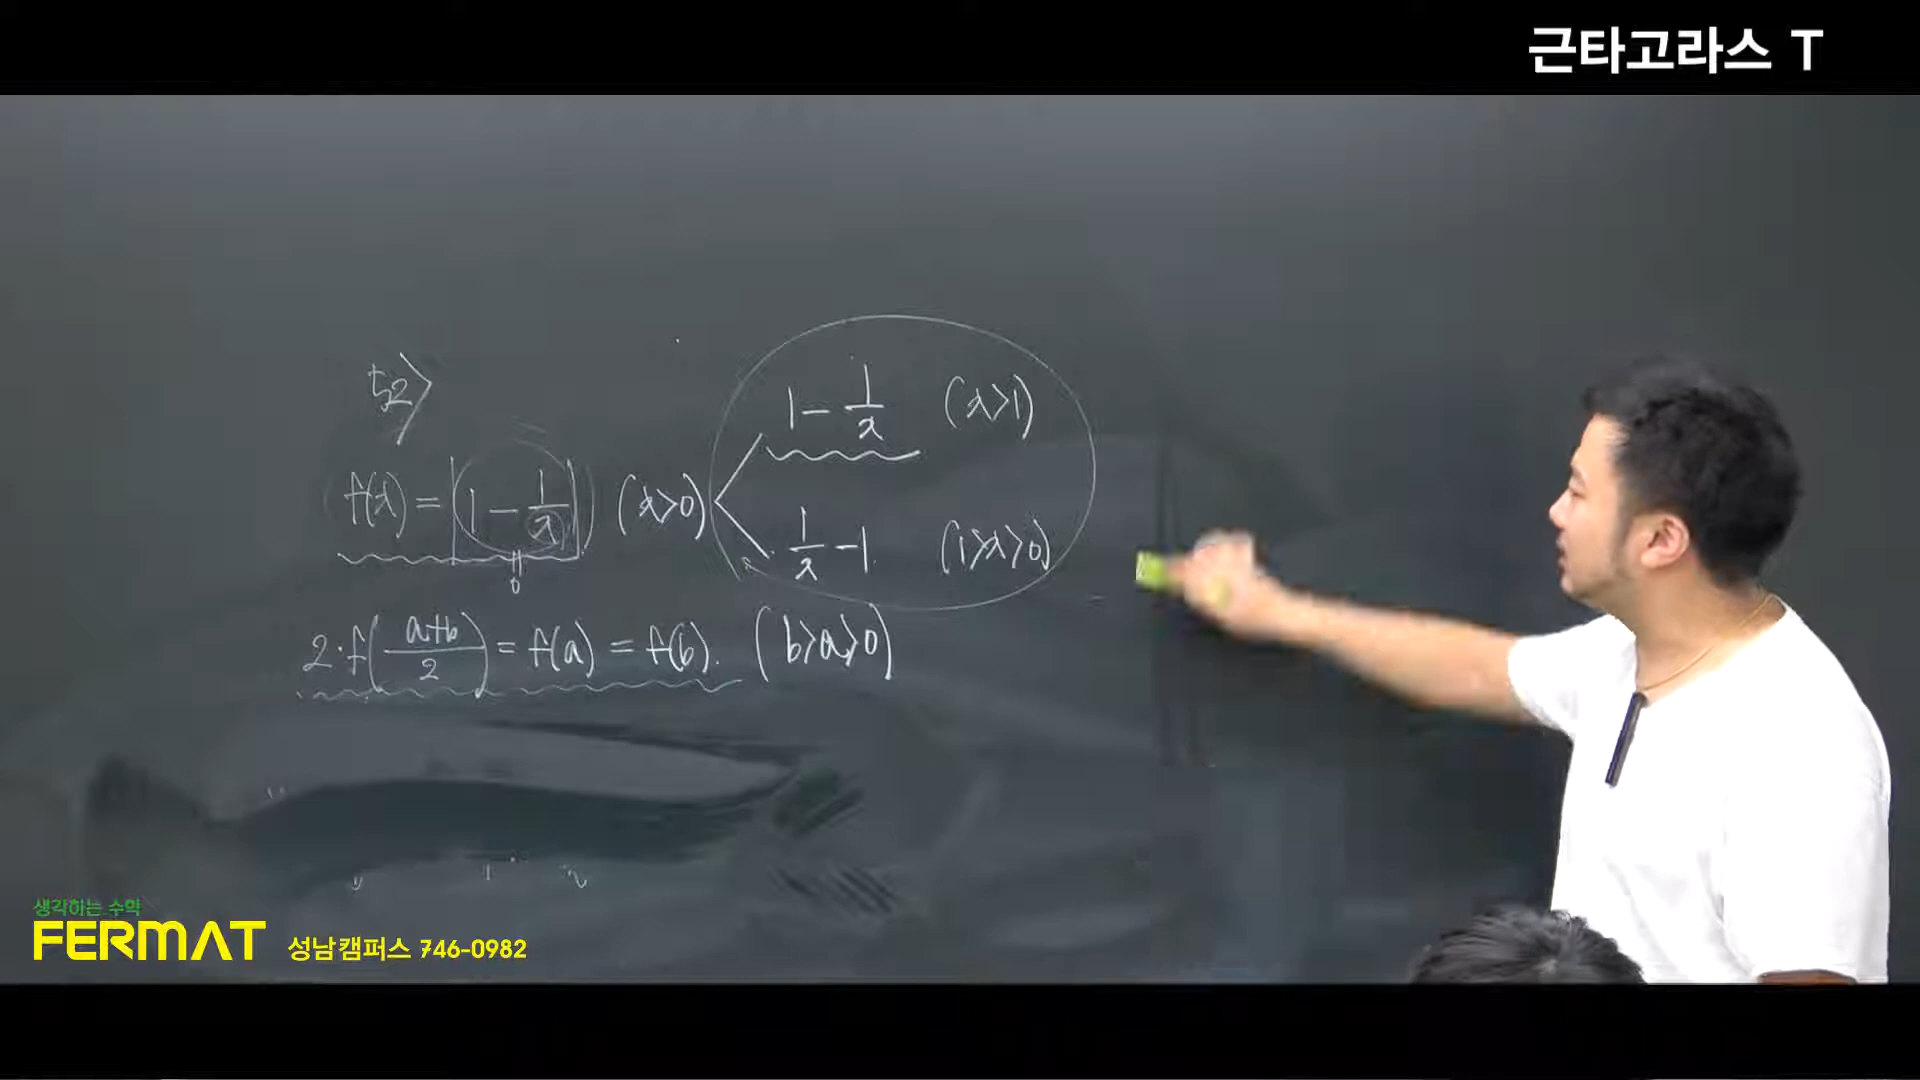 근타고라스 T
52>
f(x) = |1 - 1/x| (x>0)
1 - 1/x (x>1)
1/x - 1 (1>x>0)
0
2·f((a+b)/2) = f(a) = f(b). (b>a>0)
생각하는 수학
FERMAT 성남캠퍼스 746-0982